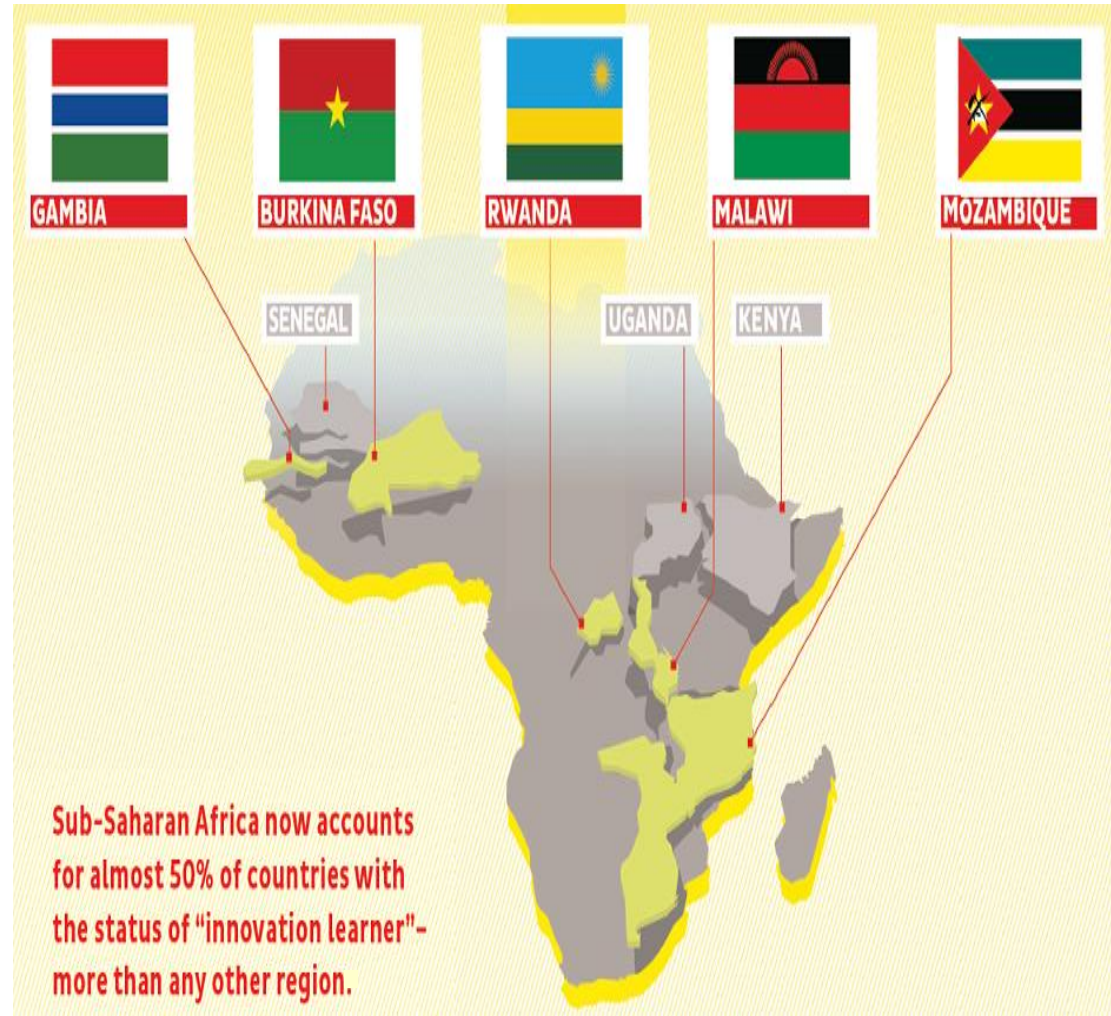 GAMBIA
BURKINA FASO
RWANDA
MALAWI
MOZAMBIQUE
SENEGAL
UGANDA
KENYA
Sub-Saharan Africa now accounts
for almost 50% of countries with
the status of “innovation learner”–
more than any other region.